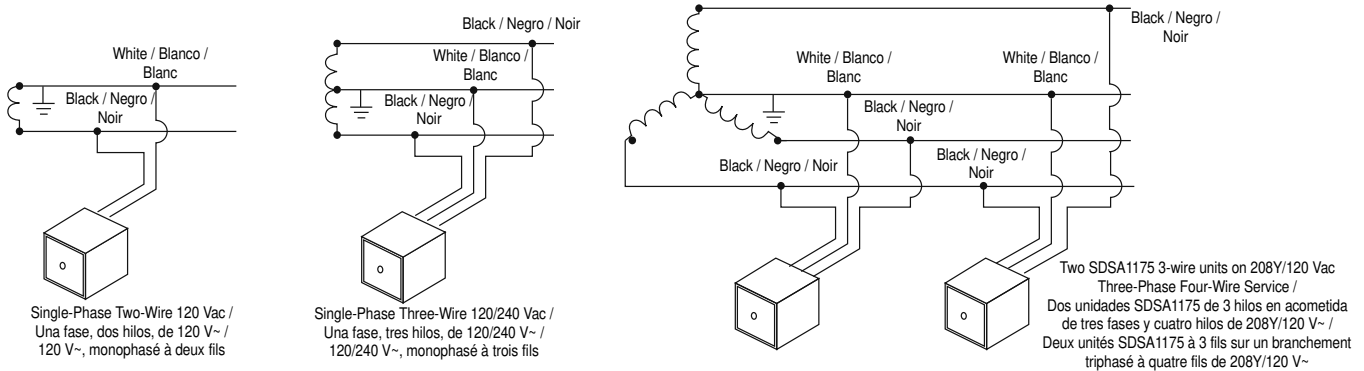 White / Blanco /
Blanc
Black / Negro /
Noir
Single-Phase Two-Wire 120 Vac /
Una fase, dos hilos, de 120 V~ /
120 V~, monophasé à deux fils
Black / Negro / Noir
White / Blanco /
Blanc
Black / Negro /
Noir
Single-Phase Three-Wire 120/240 Vac /
Una fase, tres hilos, de 120/240 V~ /
120/240 V~, monophasé à trois fils
Black / Negro /
Noir
White / Blanco /
Blanc
White / Blanco /
Blanc
Black / Negro /
Noir
Black / Negro / Noir
Black / Negro /
Noir
Two SDSA1175 3-wire units on 208Y/120 Vac
Three-Phase Four-Wire Service /
Dos unidades SDSA1175 de 3 hilos en acometida
de tres fases y cuatro hilos de 208Y/120 V~ /
Deux unités SDSA1175 à 3 fils sur un branchement
triphasé à quatre fils de 208Y/120 V~